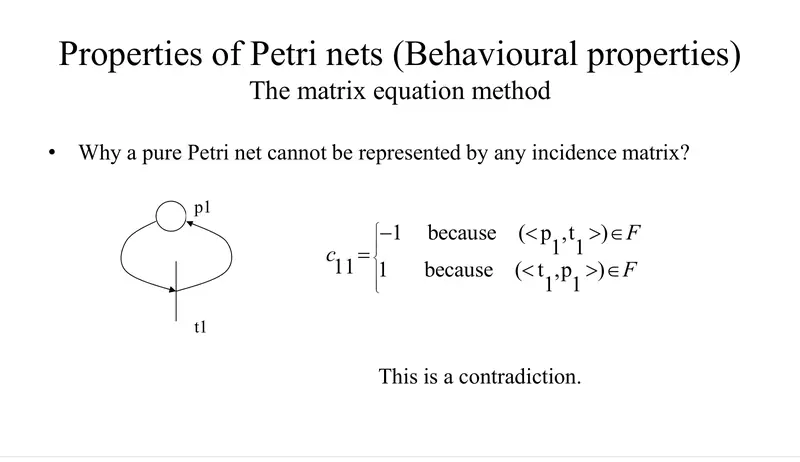 Properties of Petri nets (Behavioural properties)
The matrix equation method
• Why a pure Petri net cannot be represented by any incidence matrix?
p1
t1
c11 = {−1 because (<p1,t1>)∈F
1 because (<t1,p1>)∈F
This is a contradiction.